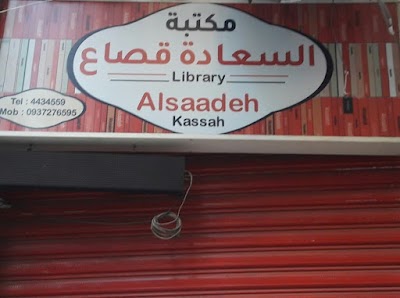 مكتبة
السعادة قصاع
Library
Alsaadeh
Kassah
Tel : 4434559
Mob : 0937276595